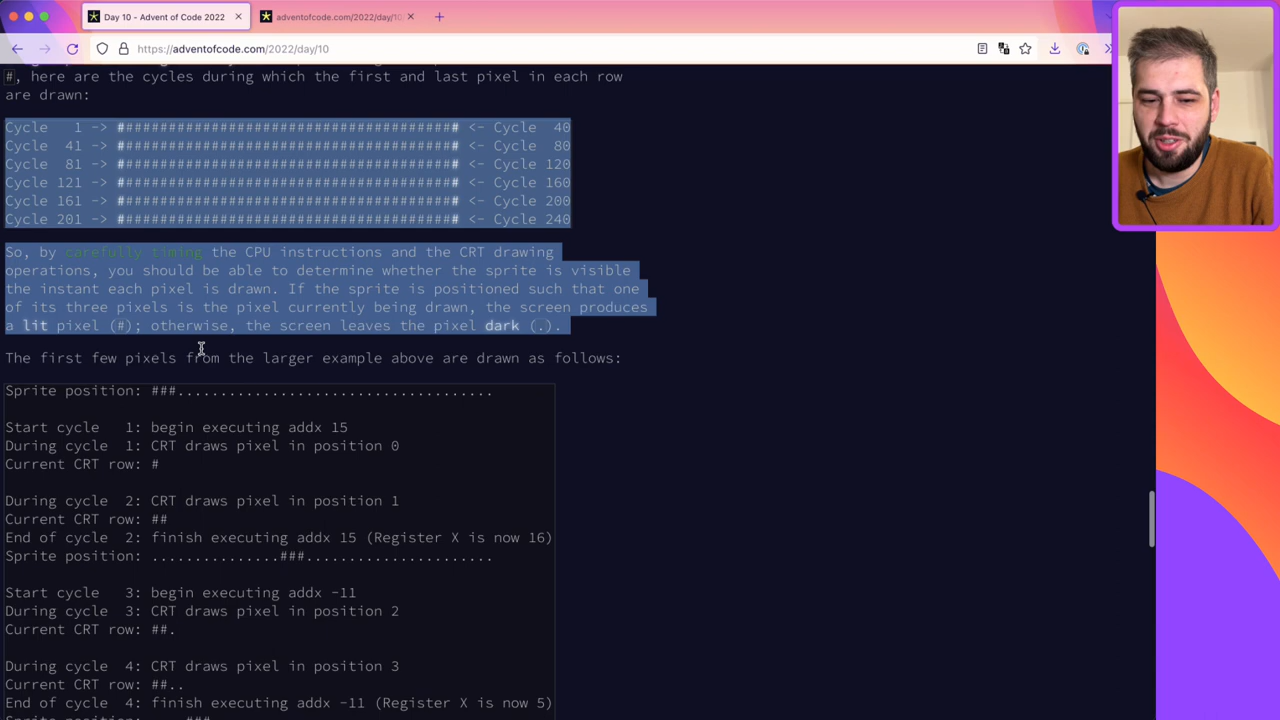 Day 10 - Advent of Code 2022
adventofcode.com/2022/day/10/
https://adventofcode.com/2022/day/10
#, here are the cycles during which the first and last pixel in each row
are drawn:
Cycle   1 -> ######################################## <- Cycle  40
Cycle  41 -> ######################################## <- Cycle  80
Cycle  81 -> ######################################## <- Cycle 120
Cycle 121 -> ######################################## <- Cycle 160
Cycle 161 -> ######################################## <- Cycle 200
Cycle 201 -> ######################################## <- Cycle 240
So, by carefully timing the CPU instructions and the CRT drawing
operations, you should be able to determine whether the sprite is visible
the instant each pixel is drawn. If the sprite is positioned such that one
of its three pixels is the pixel currently being drawn, the screen produces
a lit pixel (#); otherwise, the screen leaves the pixel dark (.).
The first few pixels from the larger example above are drawn as follows:
Sprite position: ###.....................................
Start cycle   1: begin executing addx 15
During cycle  1: CRT draws pixel in position 0
Current CRT row: #
During cycle  2: CRT draws pixel in position 1
Current CRT row: ##
End of cycle  2: finish executing addx 15 (Register X is now 16)
Sprite position: ...............###......................
Start cycle   3: begin executing addx -11
During cycle  3: CRT draws pixel in position 2
Current CRT row: ##.
During cycle  4: CRT draws pixel in position 3
Current CRT row: ##..
End of cycle  4: finish executing addx -11 (Register X is now 5)